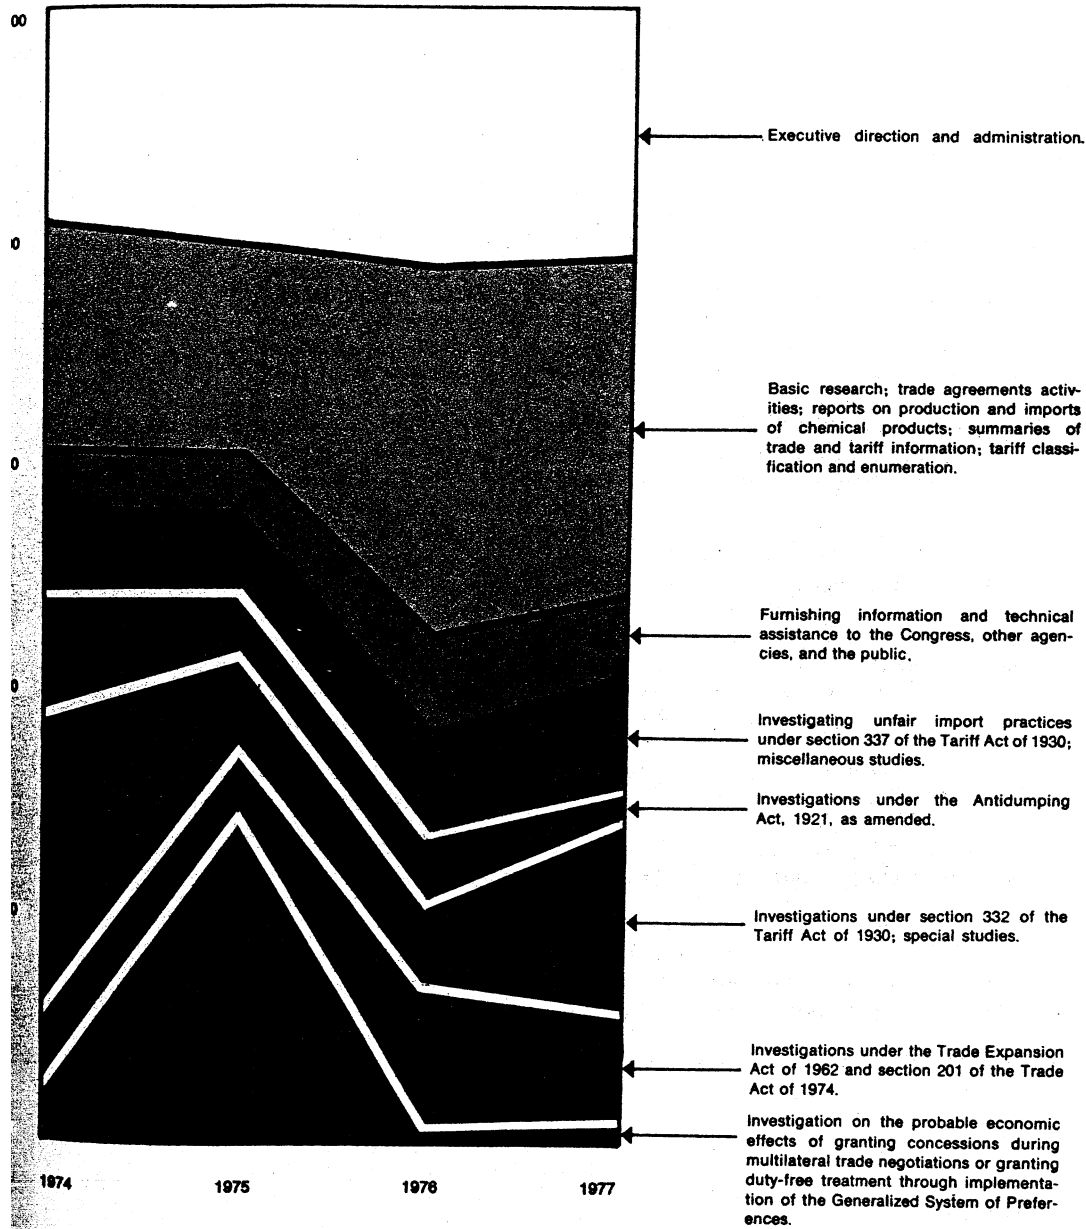 00
0
Executive direction and administration.
Basic research; trade agreements activ-
ities; reports on production and imports
of chemical products; summaries of
trade and tariff information; tariff classi-
fication and enumeration.
0
Furnishing information and technical
assistance to the Congress, other agen-
cies, and the public.
0
Investigating unfair import practices
under section 337 of the Tariff Act of 1930;
miscellaneous studies.
Investigations under the Antidumping
Act, 1921, as amended.
0
Investigations under section 332 of the
Tariff Act of 1930; special studies.
Investigations under the Trade Expansion
Act of 1962 and section 201 of the Trade
Act of 1974.
Investigation on the probable economic
effects of granting concessions during
multilateral trade negotiations or granting
duty-free treatment through implementa-
tion of the Generalized System of Prefer-
ences.
1974 1975 1976 1977